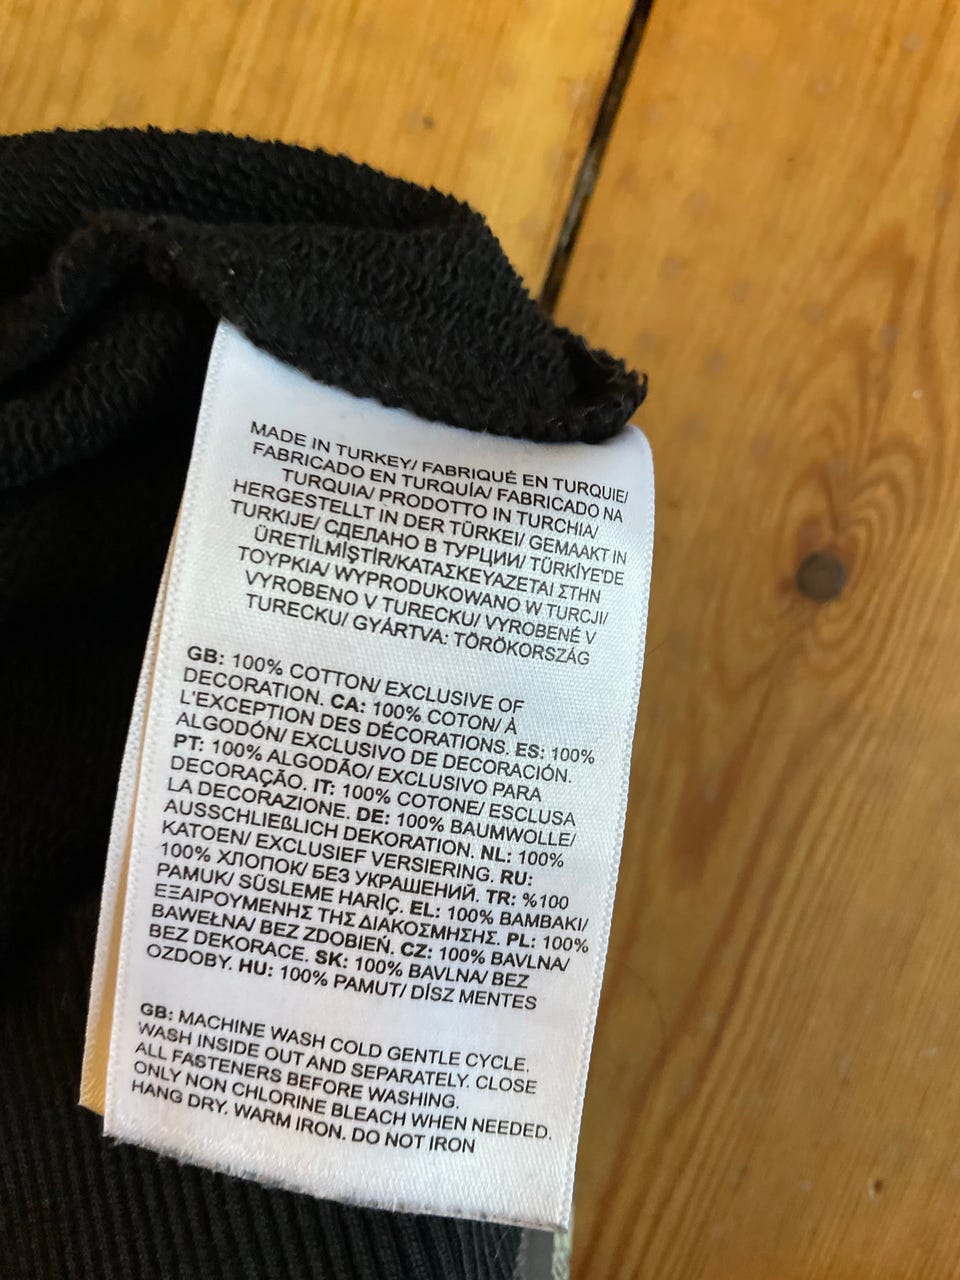 MADE IN TURKEY/ FABRIQUÉ EN TURQUIE/
FABRICADO EN TURQUÍA/ FABRICADO NA
TURQUIA/ PRODOTTO IN TURCHIA/
HERGESTELLT IN DER TÜRKEI/ GEMAAKT IN
TURKIJE/ СДЕЛАНО В ТУРЦИИ/ TÜRKİYE'DE
ÜRETİLMİŞTİR/ΚΑΤΑΣΚΕΥΑΖΕΤΑΙ ΣΤΗΝ
ΤΟΥΡΚΙΑ/ WYPRODUKOWANO W TURCJI/
VYROBENO V TURECKU/ VYROBENÉ V
TURECKU/ GYÁRTVA: TÖRÖKORSZÁG
GB: 100% COTTON/ EXCLUSIVE OF
DECORATION. CA: 100% COTON/ À
L'EXCEPTION DES DÉCORATIONS. ES: 100%
ALGODÓN/ EXCLUSIVO DE DECORACIÓN.
PT: 100% ALGODÃO/ EXCLUSIVO PARA
DECORAÇÃO. IT: 100% COTONE/ ESCLUSA
LA DECORAZIONE. DE: 100% BAUMWOLLE/
AUSSCHLIEßLICH DEKORATION. NL: 100%
KATOEN/ EXCLUSIEF VERSIERING. RU:
100% ХЛОПОК/ БЕЗ УКРАШЕНИЙ. TR: %100
PAMUK/ SÜSLEME HARİÇ. EL: 100% ΒΑΜΒΑΚΙ/
ΕΞΑΙΡΟΥΜΕΝΗΣ ΤΗΣ ΔΙΑΚΟΣΜΗΣΗΣ. PL: 100%
BAWEŁNA/ BEZ ZDOBIEŃ. CZ: 100% BAVLNA/
BEZ DEKORACE. SK: 100% BAVLNA/ BEZ
OZDOBY. HU: 100% PAMUT/ DÍSZ MENTES
GB: MACHINE WASH COLD GENTLE CYCLE.
WASH INSIDE OUT AND SEPARATELY. CLOSE
ALL FASTENERS BEFORE WASHING.
ONLY NON CHLORINE BLEACH WHEN NEEDED.
HANG DRY. WARM IRON. DO NOT IRON